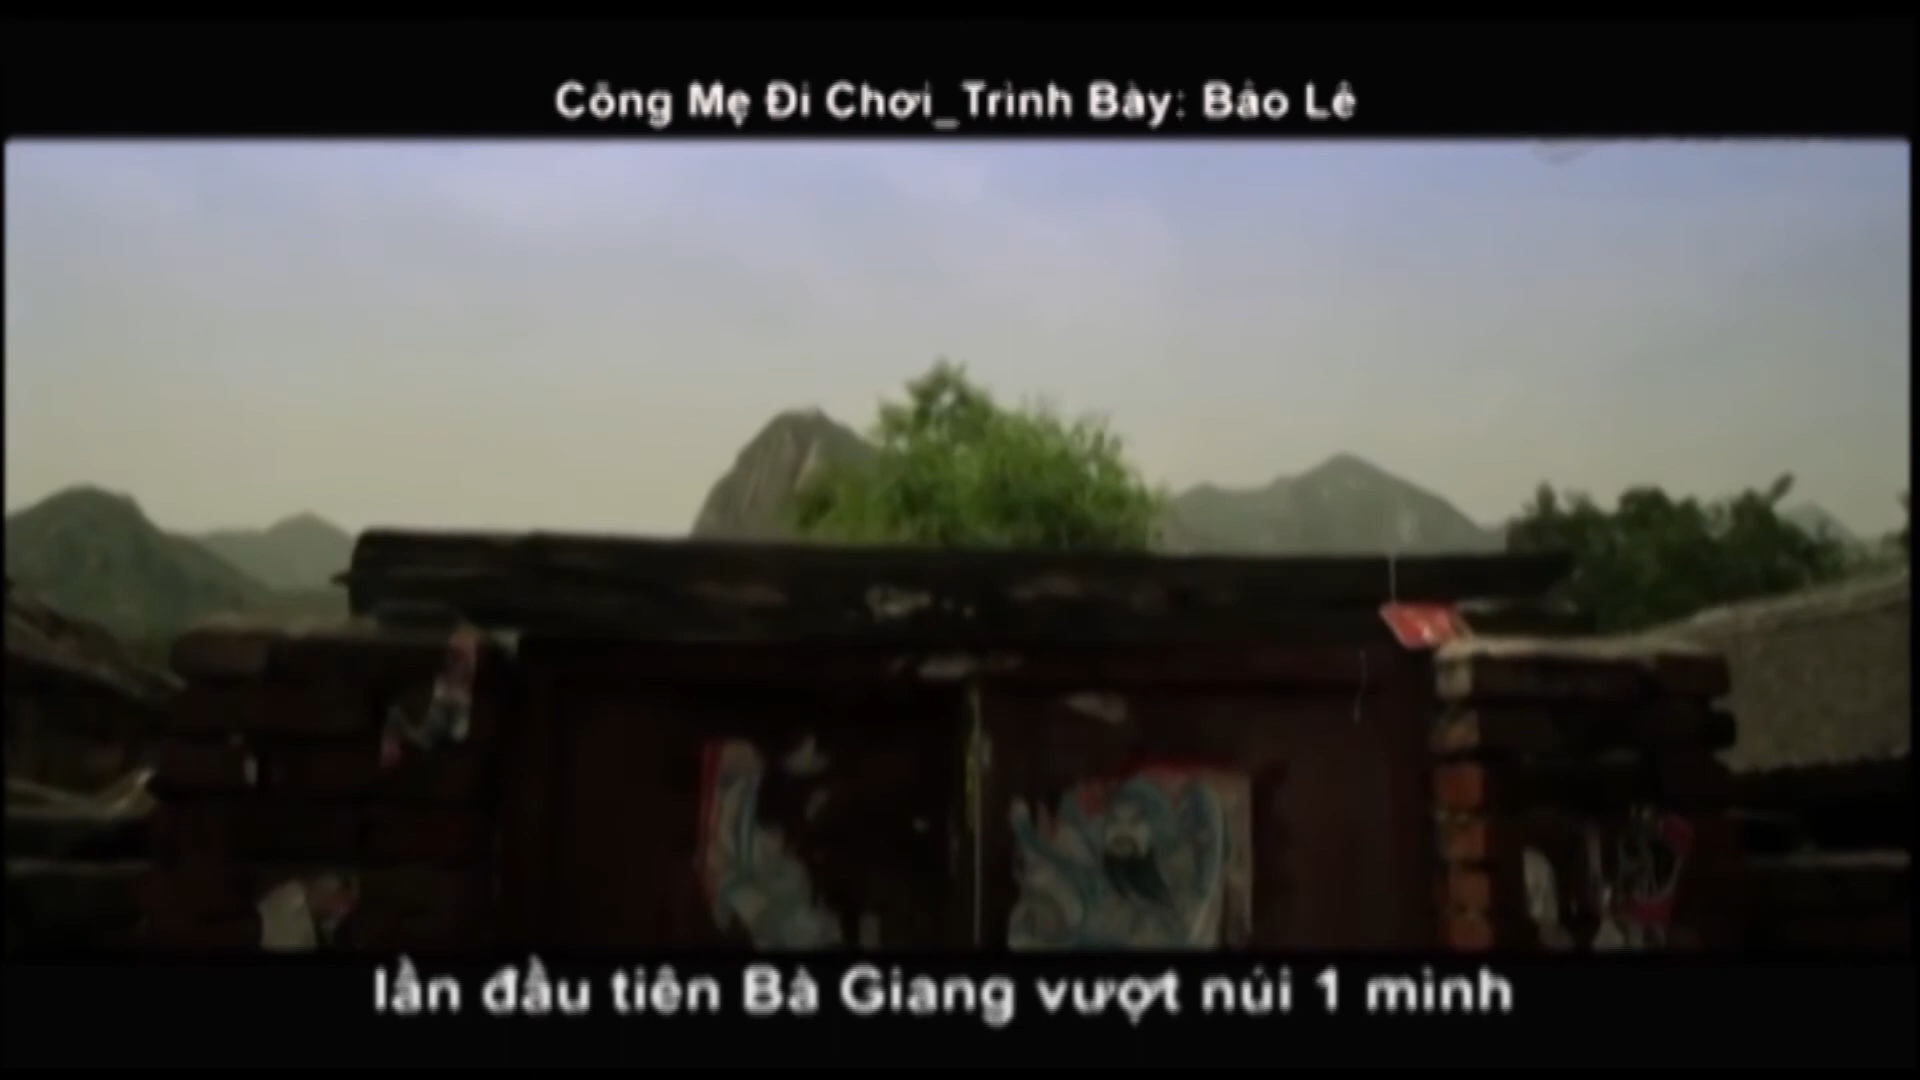 Cõng Mẹ Đi Chơi_Trình Bày: Bảo Lê
lần đầu tiên Bà Giang vượt núi 1 mình